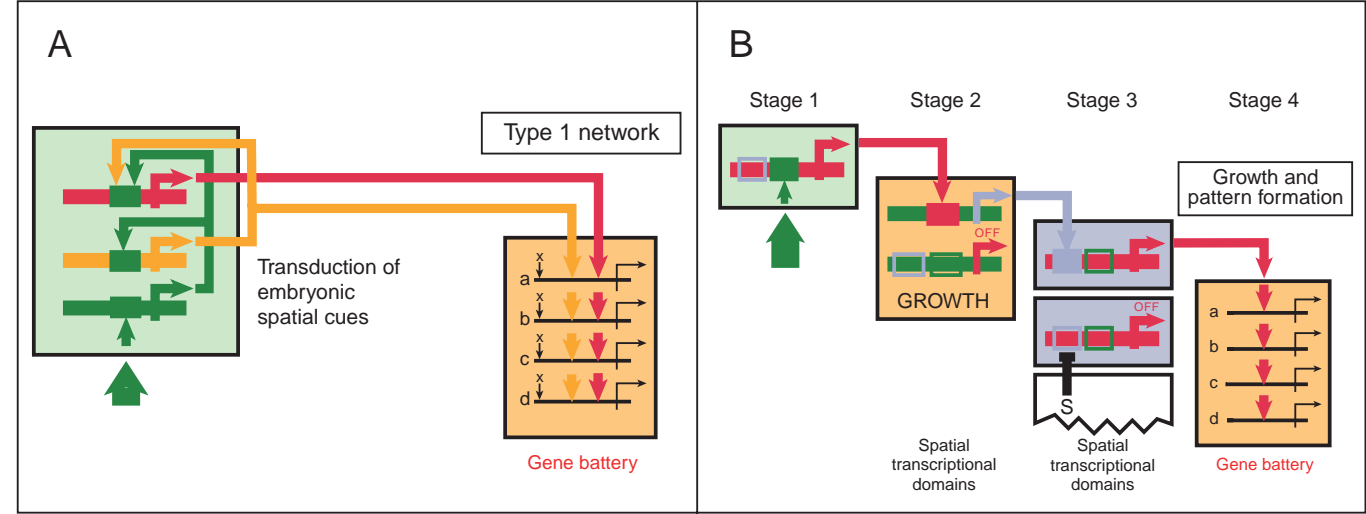 A
Type 1 network
Transduction of
embryonic
spatial cues
x
a
x
b
x
c
x
d
Gene battery
B
Stage 1
Stage 2
Stage 3
Stage 4
Growth and
pattern formation
OFF
GROWTH
OFF
S
a
b
c
d
Spatial
transcriptional
domains
Spatial
transcriptional
domains
Gene battery